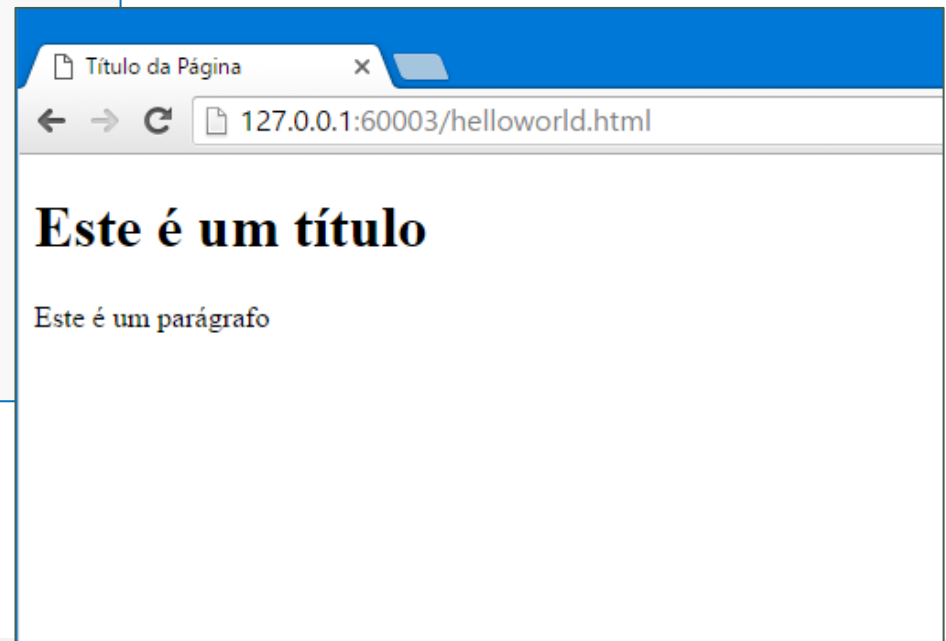 Título da Página
127.0.0.1:60003/helloworld.html
Este é um título
Este é um parágrafo